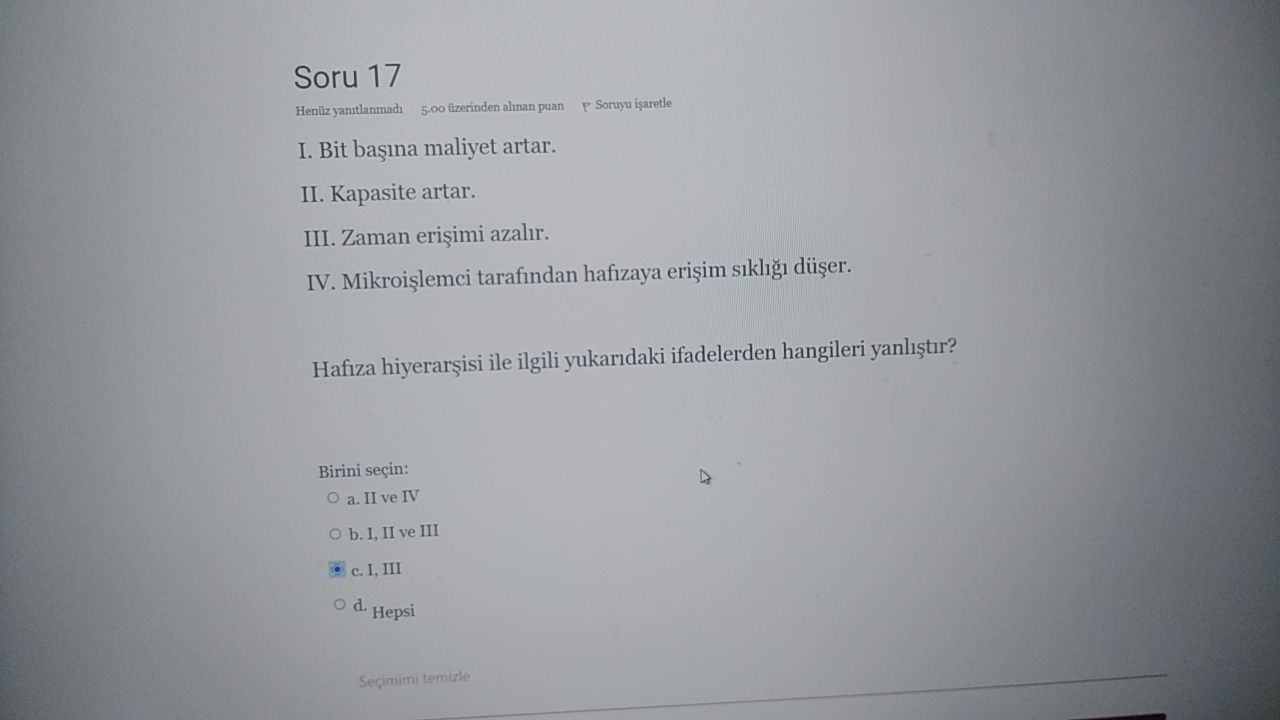 Soru 17
Henüz yanıtlanmadı 5.00 üzerinden alınan puan Soruyu işaretle
I. Bit başına maliyet artar.
II. Kapasite artar.
III. Zaman erişimi azalır.
IV. Mikroişlemci tarafından hafızaya erişim sıklığı düşer.
Hafıza hiyerarşisi ile ilgili yukarıdaki ifadelerden hangileri yanlıştır?
Birini seçin:
a. II ve IV
b. I, II ve III
c. I, III
d. Hepsi
Seçimimi temizle